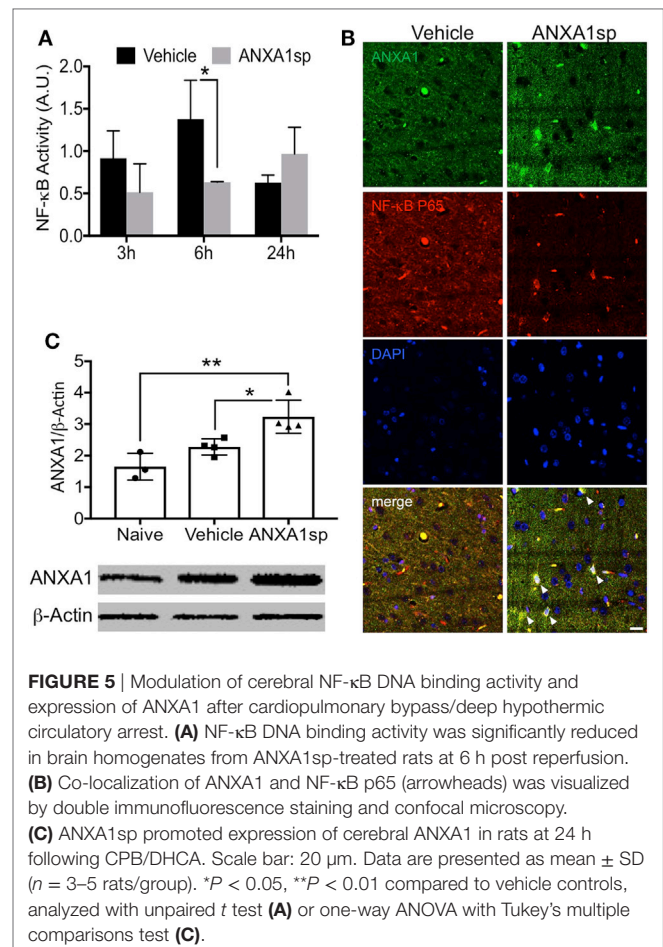 A
Vehicle
ANXA1sp
*
NF-κB Activity (A.U.)
2.0
1.5
1.0
0.5
0.0
3h
6h
24h
B
Vehicle
ANXA1sp
ANXA1
NF-κB P65
DAPI
merge
C
**
*
ANXA1/β-Actin
5
4
3
2
1
0
Naive
Vehicle
ANXA1sp
ANXA1
β-Actin
FIGURE 5 | Modulation of cerebral NF-κB DNA binding activity and
expression of ANXA1 after cardiopulmonary bypass/deep hypothermic
circulatory arrest. (A) NF-κB DNA binding activity was significantly reduced
in brain homogenates from ANXA1sp-treated rats at 6 h post reperfusion.
(B) Co-localization of ANXA1 and NF-κB p65 (arrowheads) was visualized
by double immunofluorescence staining and confocal microscopy.
(C) ANXA1sp promoted expression of cerebral ANXA1 in rats at 24 h
following CPB/DHCA. Scale bar: 20 μm. Data are presented as mean ± SD
(n = 3–5 rats/group). *P < 0.05, **P < 0.01 compared to vehicle controls,
analyzed with unpaired t test (A) or one-way ANOVA with Tukey's multiple
comparisons test (C).